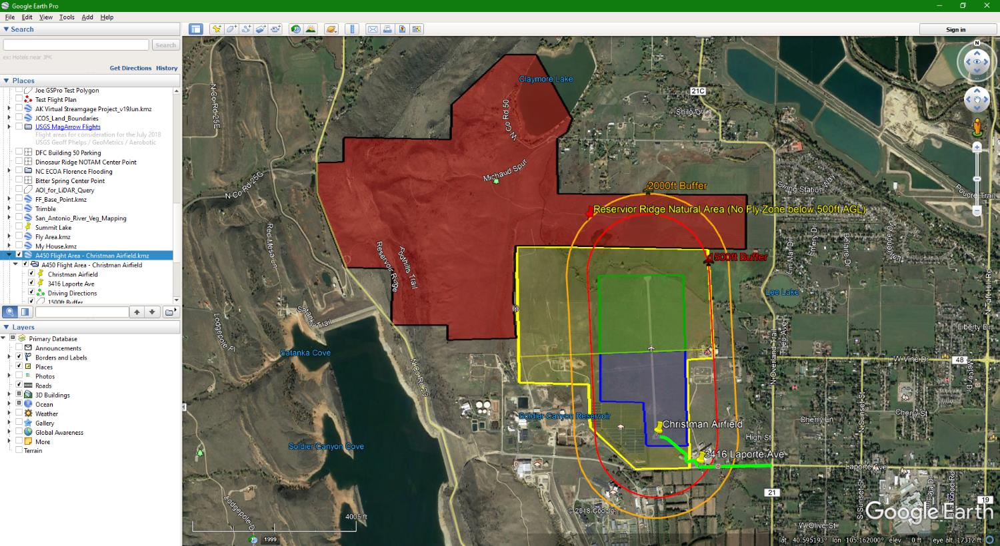 Google Earth Pro
File Edit View Tools Add Help
Search
Search
ex: Hotels near JFK
Get Directions History
Places
Joe GSPro Test Polygon
Test Flight Plan
AK Virtual Streamgage Project_v19Jun.kmz
JCOS_Land_Boundaries
USGS MagArrow Flights
Flight areas for consideration for the July 2018
USGS Geoff Phelps / GeoMetrics / Aerobotic
DFC Building 50 Parking
Dinosaur Ridge NOTAM Center Point
NC ECOA Florence Flooding
Bitter Spring Center Point
AOI_for_LiDAR_Query
FF_Base_Point.kmz
Trimble
San_Antonio_River_Veg_Mapping
Summit Lake
Fly Area.kmz
My House.kmz
A450 Flight Area - Christman Airfield.kmz
A450 Flight Area - Christman Airfield
Christman Airfield
3416 Laporte Ave
Driving Directions
1500ft Buffer
Layers
Primary Database
Announcements
Borders and Labels
Places
Photos
Roads
3D Buildings
Ocean
Weather
Gallery
Global Awareness
More
Terrain
Sign in
N
Claymore Lake
21C
N Co Rd 25E
W Co Rd 50
Shilo Dr
Michaud Spur
N Co Rd 25G
2000ft Buffer
Swing Station Way
Poudre Trail
Reservior Ridge Natural Area (No Fly Zone below 500ft AGL)
Red Mesa Ln
Reservoir Ridge
Foothills Trail
1500ft Buffer
Lin Mar Dr
Emery Dr
Belaire Dr
N Taft Hill Rd
Lee Lake
Satanka Trail
Lodgepole
Liberty Dr
Satanka Cove
N Overland Trail
Theo Ave
W Vine Dr
48
Mercer Dr
N Co Rd 23
Soldier Canyon Reservoir
Christman Airfield
Cherry Ln
N Sunset St
Cherry St
High St
Soldier Canyon Cove
3416 Laporte Ave
Laporte Ave
21
S Sunset St
19
Lodgepole D
© 2018 Google
Google Earth
4005 ft
W Olive St
1999
lat 40.595193° lon -105.162000° elev 0 ft eye alt 17312 ft